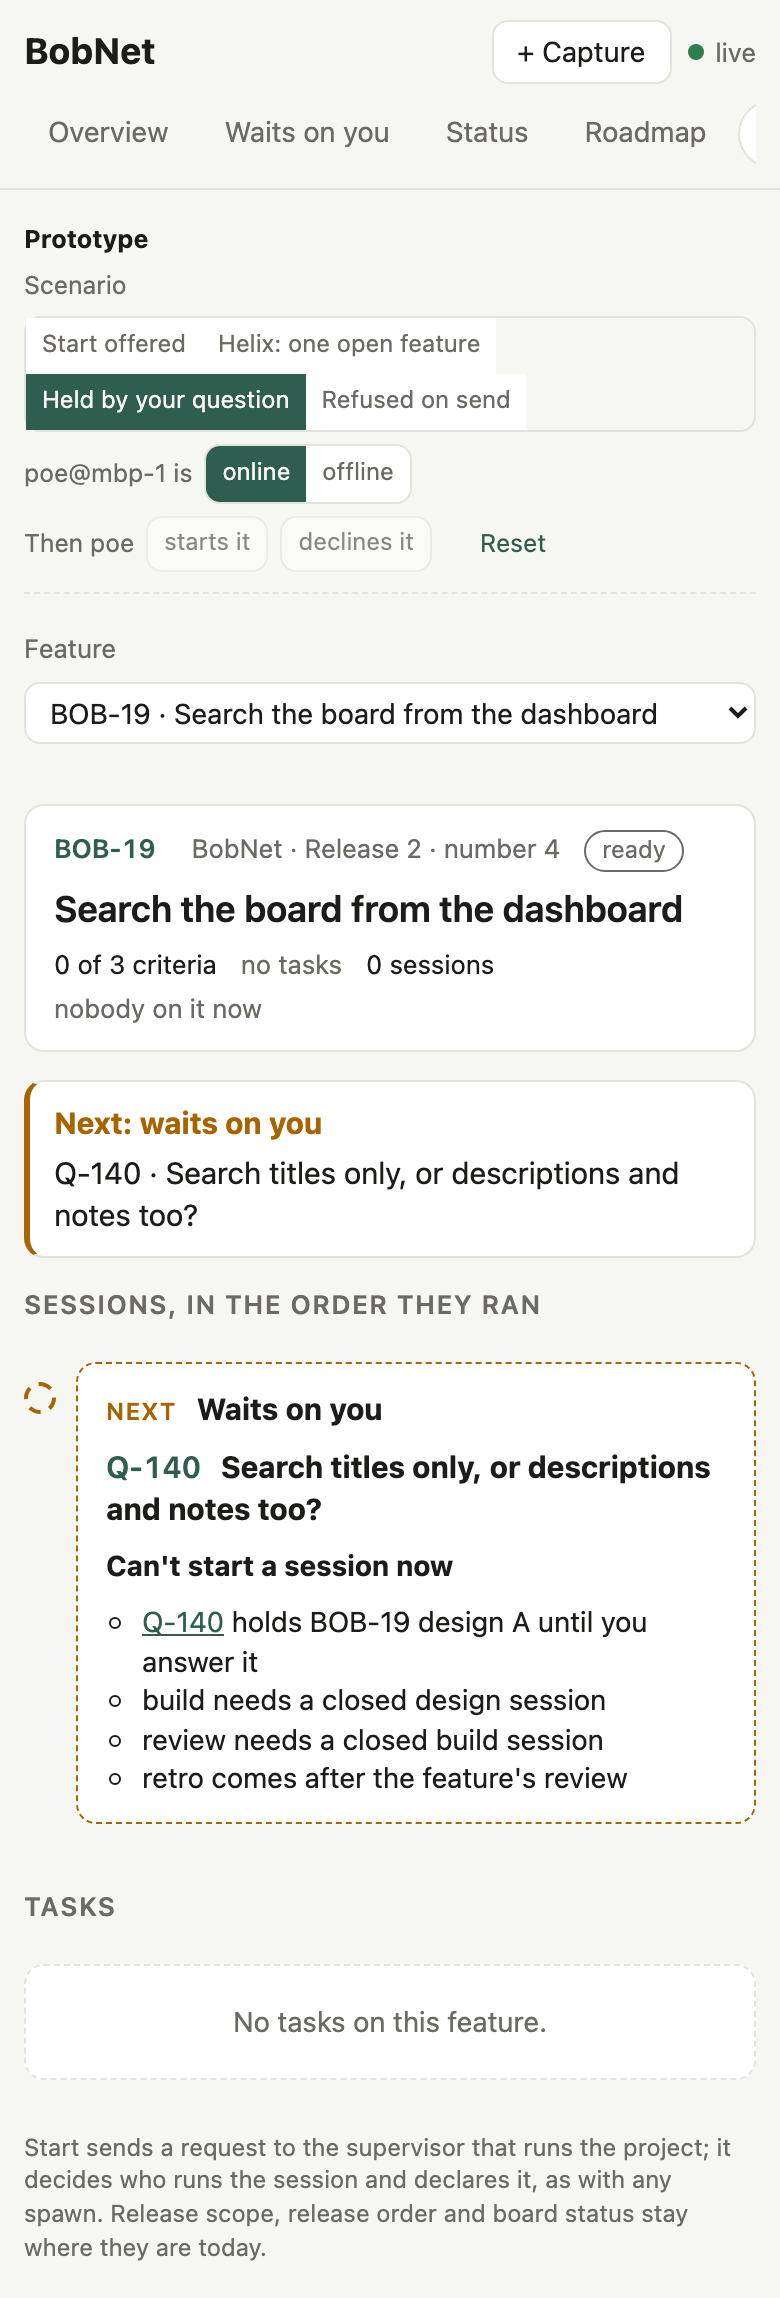 BobNet
+ Capture
live
Overview
Waits on you
Status
Roadmap
Prototype
Scenario
Start offered
Helix: one open feature
Held by your question
Refused on send
poe@mbp-1 is
online
offline
Then poe
starts it
declines it
Reset
Feature
BOB-19 · Search the board from the dashboard
BOB-19
BobNet · Release 2 · number 4
ready
Search the board from the dashboard
0 of 3 criteria
no tasks
0 sessions
nobody on it now
Next: waits on you
Q-140 · Search titles only, or descriptions and
notes too?
SESSIONS, IN THE ORDER THEY RAN
NEXT Waits on you
Q-140 Search titles only, or descriptions
and notes too?
Can't start a session now
Q-140 holds BOB-19 design A until you
answer it
build needs a closed design session
review needs a closed build session
retro comes after the feature's review
TASKS
No tasks on this feature.
Start sends a request to the supervisor that runs the project; it
decides who runs the session and declares it, as with any
spawn. Release scope, release order and board status stay
where they are today.